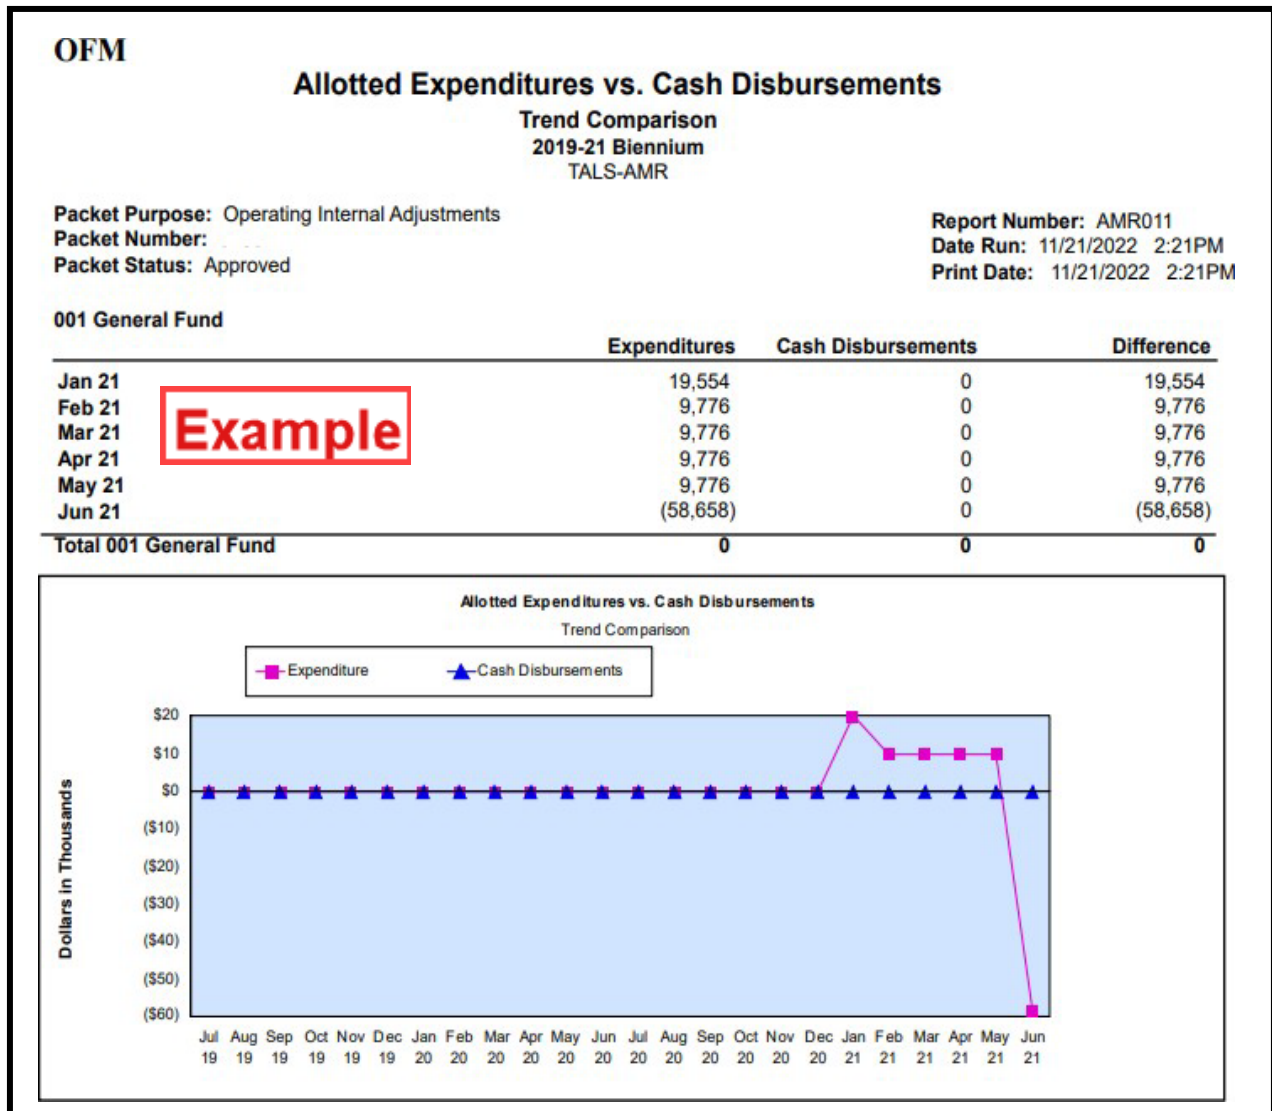 OFM
Allotted Expenditures vs. Cash Disbursements
Trend Comparison
2019-21 Biennium
TALS-AMR
Packet Purpose: Operating Internal Adjustments
Packet Number:
Packet Status: Approved
Report Number: AMR011
Date Run: 11/21/2022 2:21PM
Print Date: 11/21/2022 2:21PM
001 General Fund
Expenditures Cash Disbursements Difference
Jan 21 19,554 0 19,554
Feb 21 9,776 0 9,776
Mar 21 9,776 0 9,776
Apr 21 9,776 0 9,776
May 21 9,776 0 9,776
Jun 21 (58,658) 0 (58,658)
Example
Total 001 General Fund 0 0 0
Allotted Expenditures vs. Cash Disbursements
Trend Comparison
Expenditure Cash Disbursements
$20
$10
$0
($10)
($20)
($30)
($40)
($50)
($60)
Dollars in Thousands
Jul Aug Sep Oct Nov Dec Jan Feb Mar Apr May Jun Jul Aug Sep Oct Nov Dec Jan Feb Mar Apr May Jun
19 19 19 19 19 19 20 20 20 20 20 20 20 20 20 20 20 20 21 21 21 21 21 21